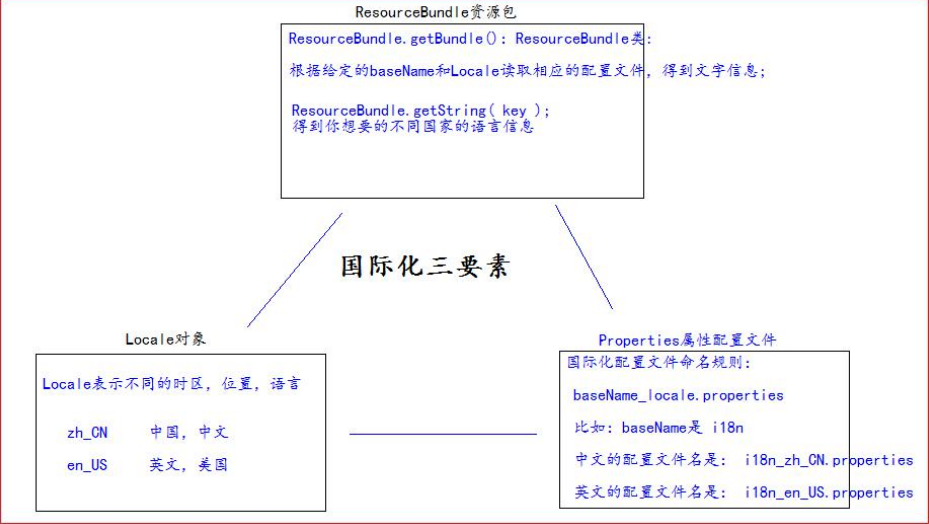 ResourceBundle资源包
ResourceBundle.getBundle(): ResourceBundle类:
根据给定的baseName和Locale读取相应的配置文件, 得到文字信息;
ResourceBundle.getString( key );
得到你想要的不同国家的语言信息
国际化三要素
Locale对象
Locale表示不同的时区, 位置, 语言
zh_CN 中国, 中文
en_US 英文, 美国
Properties属性配置文件
国际化配置文件命名规则:
baseName_locale.properties
比如: baseName是 i18n
中文的配置文件名是: i18n_zh_CN.properties
英文的配置文件名是: i18n_en_US.properties